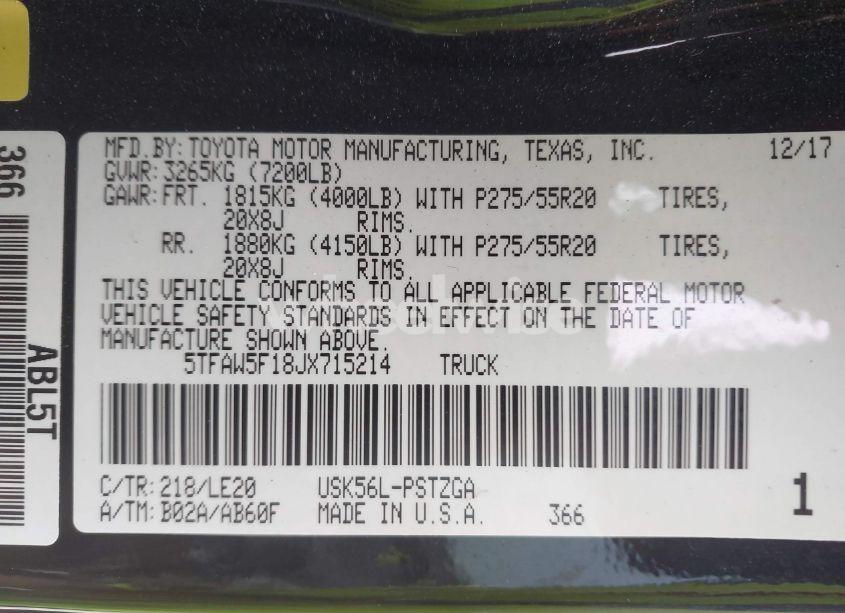 MFD.BY: TOYOTA MOTOR MANUFACTURING, TEXAS, INC. 12/17
GVWR: 3265KG (7200LB)
GAWR: FRT. 1815KG (4000LB) WITH P275/55R20 TIRES,
20X8J RIMS.
RR. 1880KG (4150LB) WITH P275/55R20 TIRES,
20X8J RIMS.
THIS VEHICLE CONFORMS TO ALL APPLICABLE FEDERAL MOTOR
VEHICLE SAFETY STANDARDS IN EFFECT ON THE DATE OF
MANUFACTURE SHOWN ABOVE.
5TFAW5F18JX715214 TRUCK
C/TR: 218/LE20 USK56L-PSTZGA
A/TM: B02A/AB60F MADE IN U.S.A. 366
1
366
ABL5T